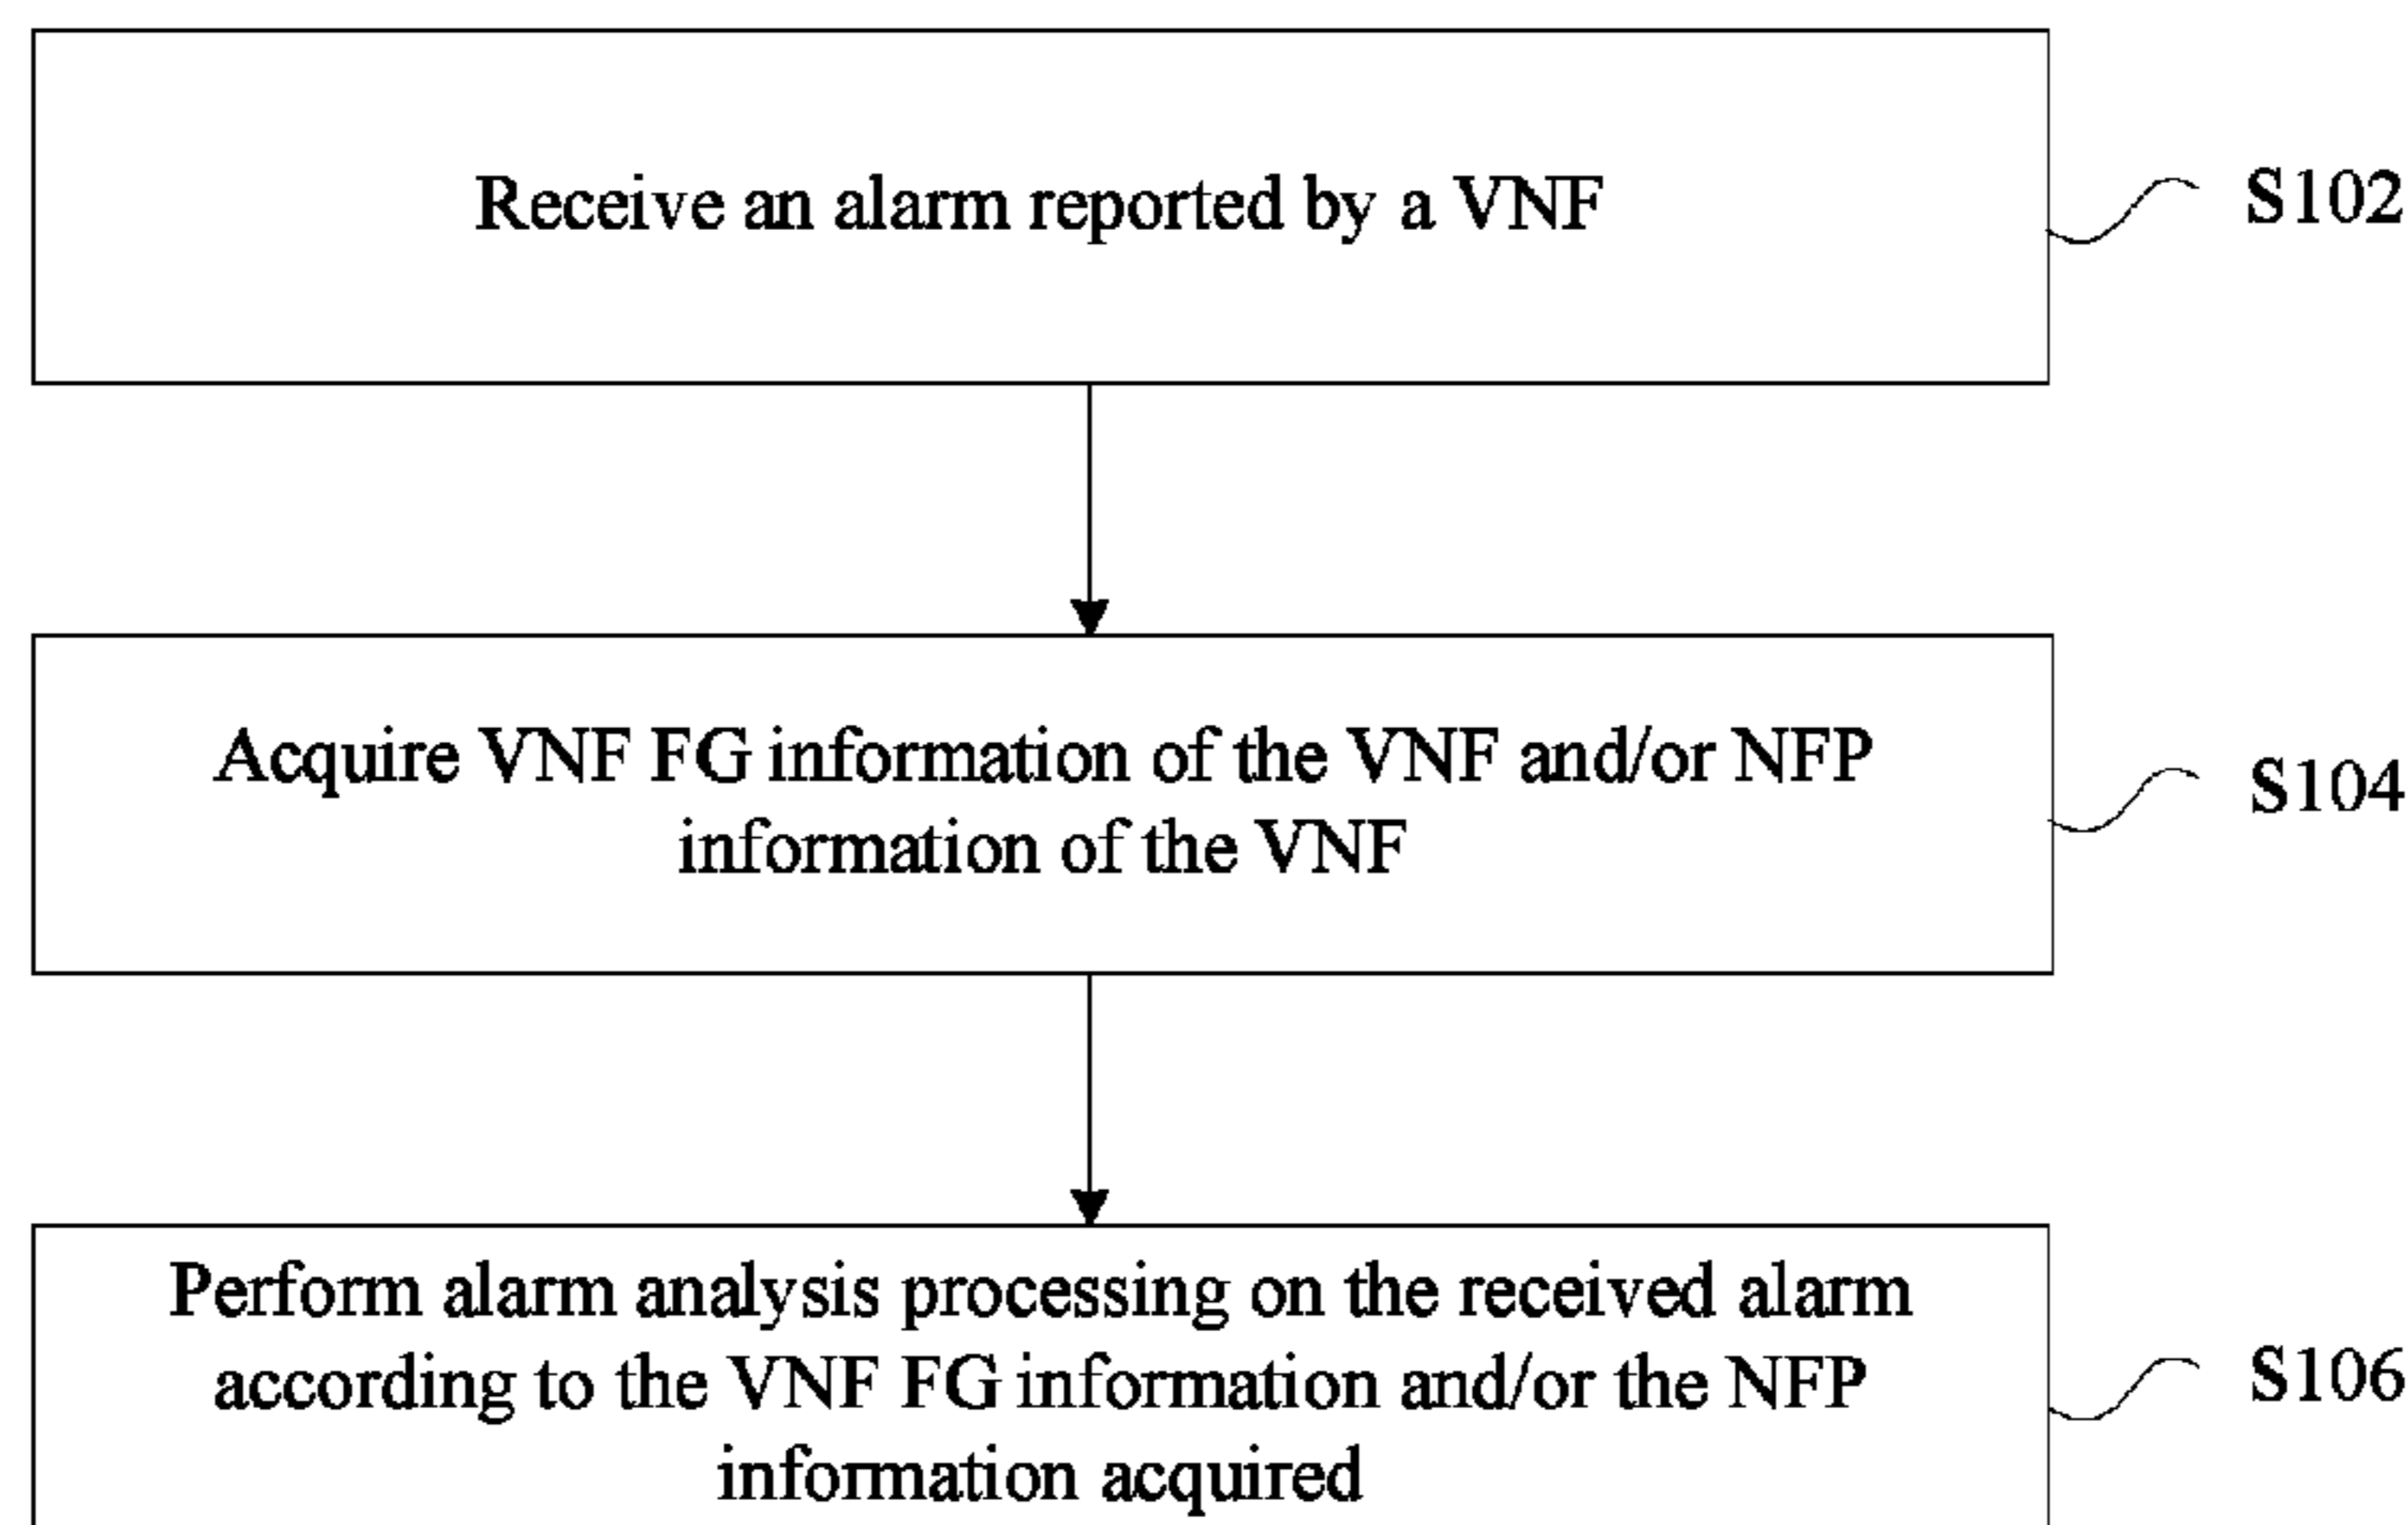 Receive an alarm reported by a VNF
S102
Acquire VNF FG information of the VNF and/or NFP
information of the VNF
S104
Perform alarm analysis processing on the received alarm
according to the VNF FG information and/or the NFP
information acquired
S106